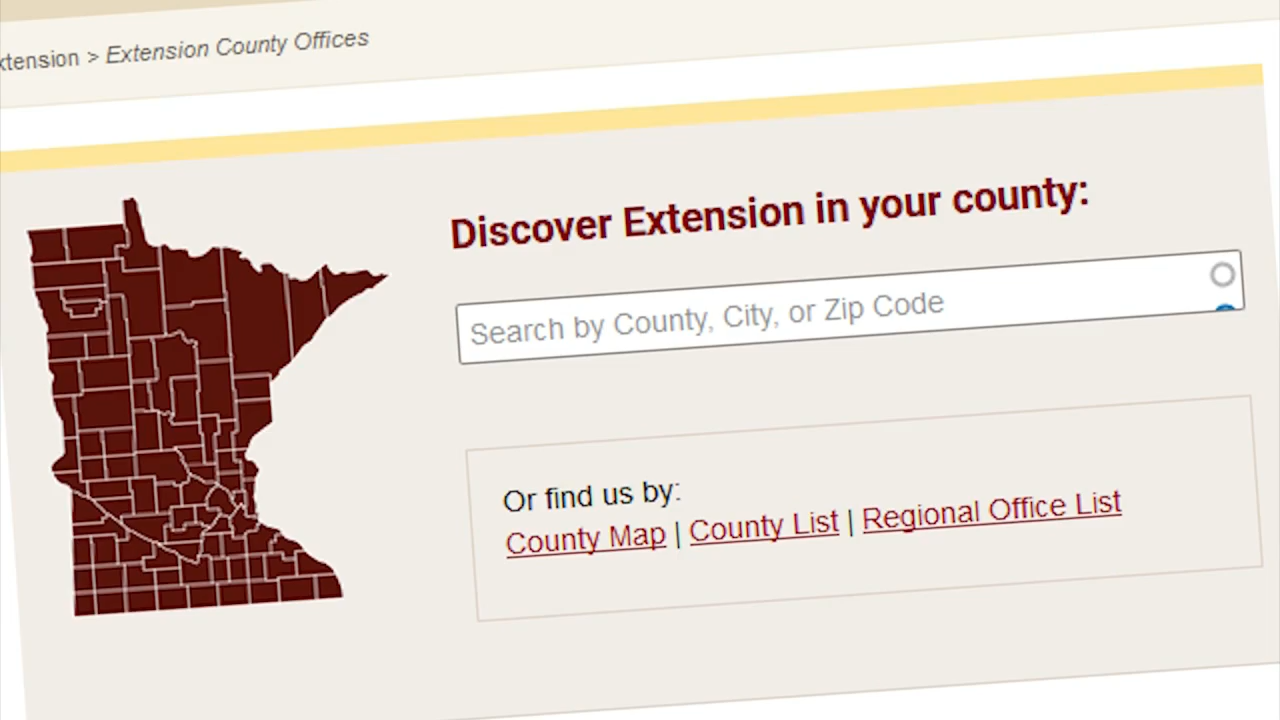 > Extension County Offices
Discover Extension in your county:
Search by County, City, or Zip Code
Or find us by:
County Map | County List | Regional Office List